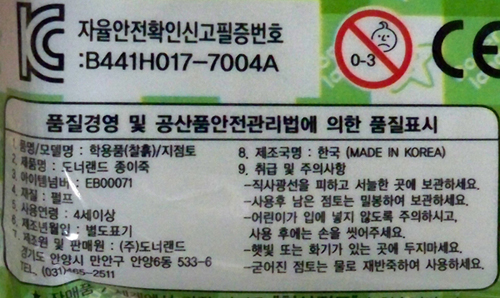 자율안전확인신고필증번호
:B441H017-7004A
0-3
품질경영 및 공산품안전관리법에 의한 품질표시
1. 품명/모델명 : 학용품(찰흙)/지점토
2. 제품명 : 도너랜드 종이죽
3. 아이템넘버 : EB00071
4. 재질 : 펄프
5. 사용연령 : 4세이상
6. 제조년월 : 별도표기
7. 제조원 및 판매원 : (주)도너랜드
경기도 안양시 만안구 안양6동 533-6
TEL. (031)465-2511
8. 제조국명 : 한국 (MADE IN KOREA)
9. 취급 및 주의사항
-직사광선을 피하고 서늘한 곳에 보관하세요.
-사용후 남은 점토는 밀봉하여 보관하세요.
-어린이가 입에 넣지 않도록 주의하시고,
사용 후에는 손을 씻어주세요.
-햇빛 또는 화기가 있는 곳에 두지마세요.
-굳어진 점토는 물로 재반죽하여 사용하세요.